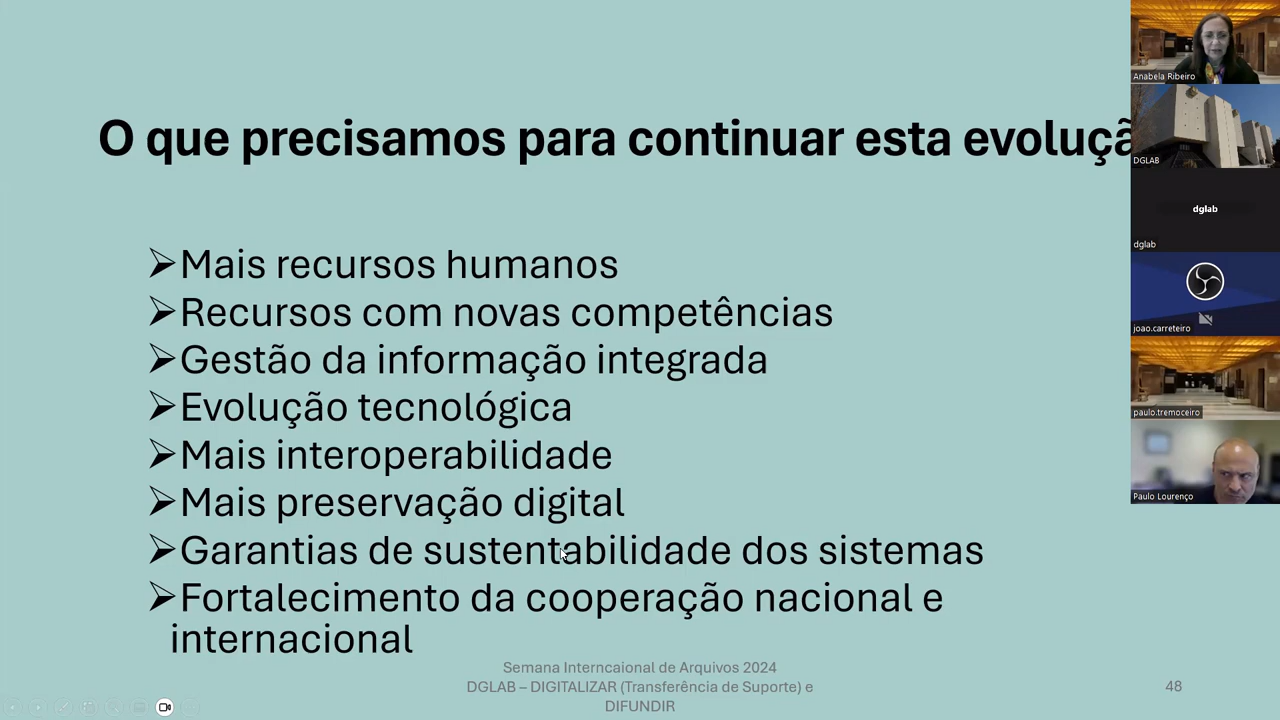 O que precisamos para continuar esta evoluçã
➢Mais recursos humanos
➢Recursos com novas competências
➢Gestão da informação integrada
➢Evolução tecnológica
➢Mais interoperabilidade
➢Mais preservação digital
➢Garantias de sustentabilidade dos sistemas
➢Fortalecimento da cooperação nacional e
internacional
Semana Interncaional de Arquivos 2024
DGLAB – DIGITALIZAR (Transferência de Suporte) e
DIFUNDIR
48
Anabela Ribeiro
DGLAB
dglab
dglab
joao.carreteiro
paulo.tremoceiro
Paulo Lourenço